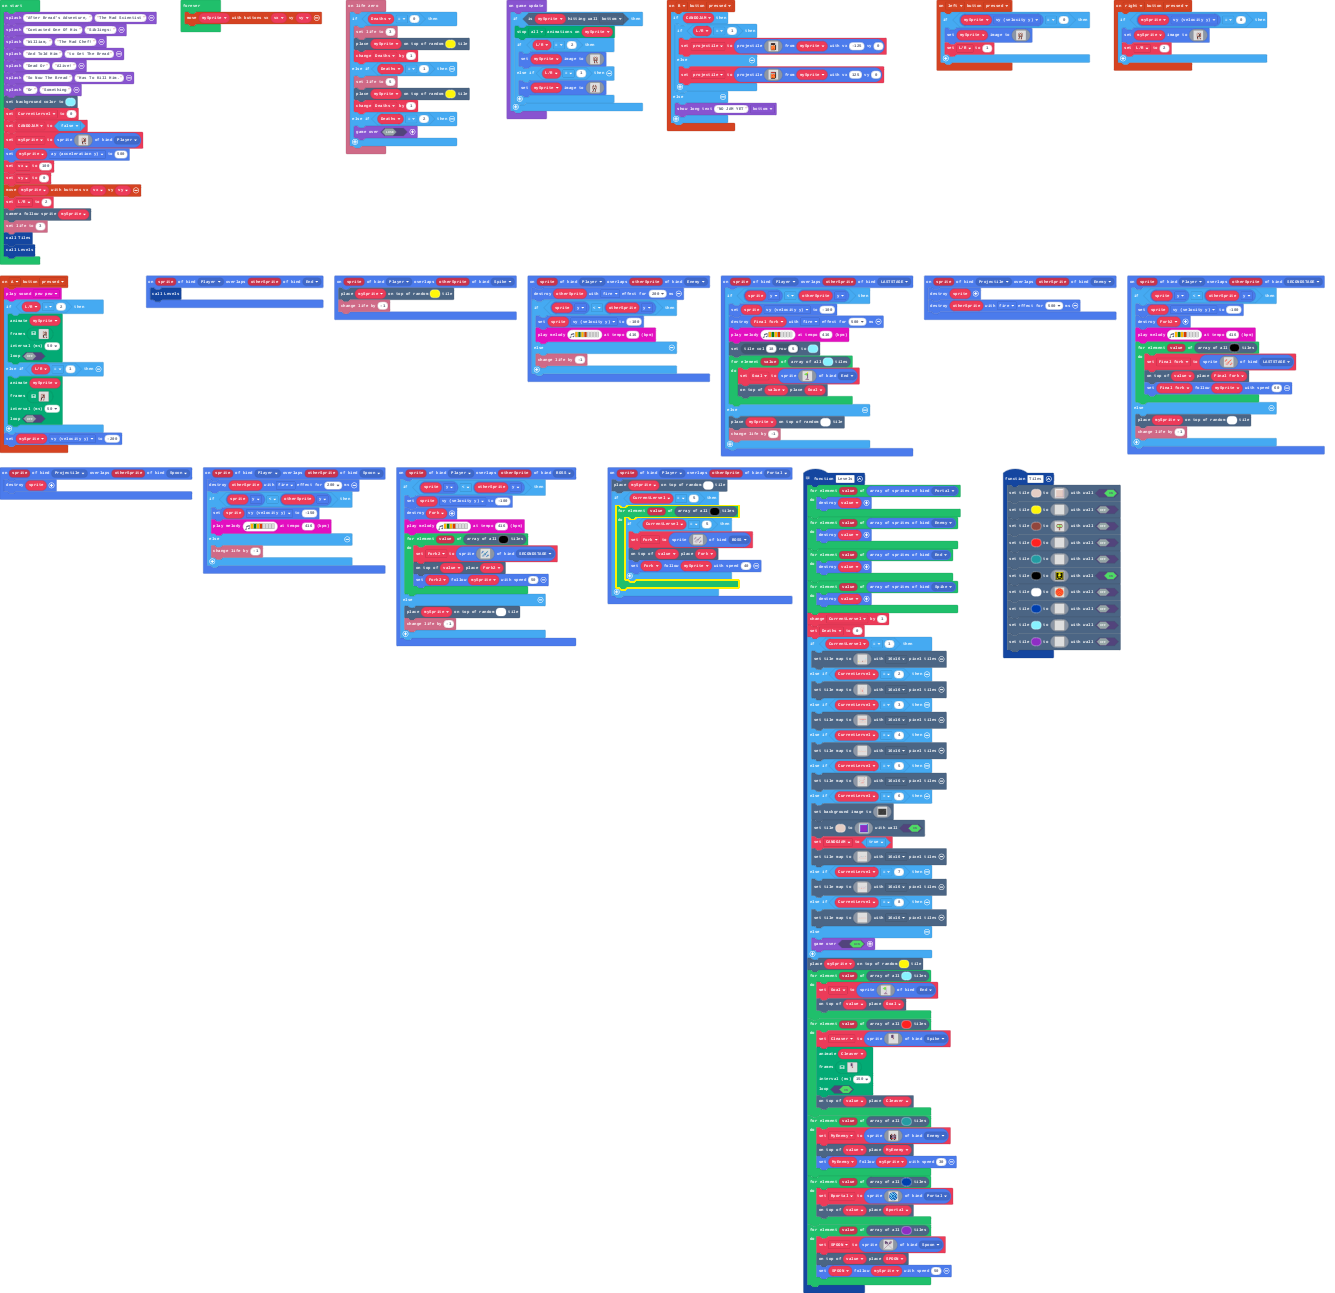 on start
splash "After Bread's Adventure," "The Mad Scientist"
splash "Contacted One Of Him" "Siblings:"
splash William, "The Mad Chef!"
splash "And Told Him" "to Get The Bread"
splash "Dead Or" "Alive!"
splash "So Now The Bread" "Has To Kill Him.."
splash "Or" "Something"
set background color to
set CurrentLevel to 0
set CANDEJAM to false
set mySprite to sprite of kind Player
set mySprite ay (acceleration y) to 500
set vx to 100
set vy to 0
move mySprite with buttons vx vx vy vy
set L/R to 2
camera follow sprite mySprite
set life to 3
call Tiles
call Levels
forever
move mySprite with buttons vx vx vy vy
on life zero
if Deaths = 0 then
set life to 3
place mySprite on top of random tile
change Deaths by 1
else if Deaths = 1 then
set life to 3
place mySprite on top of random tile
change Deaths by 1
else if Deaths = 2 then
game over
on game update
if is mySprite hitting wall bottom then
stop all animations on mySprite
if L/R = 2 then
set mySprite image to
else if L/R = 1 then
set mySprite image to
on B button pressed
if then
if L/R = 1 then
set projectile to projectile from mySprite with vx vy 0
else
set projectile to projectile from mySprite with vx vy 0
else
show long text "NO JAM YET" bottom
on left button pressed
if mySprite vy (velocity y) = 0 then
set mySprite image to
set L/R to 1
on right button pressed
if mySprite vy (velocity y) = 0 then
set mySprite image to
set L/R to 2
on A button pressed
play sound pew pew
if L/R = 2 then
animate mySprite
frames
interval (ms) 50
loop
else if L/R = 1 then
animate mySprite
frames
interval (ms) 50
loop
set mySprite vy (velocity y) to
on sprite of kind Player overlaps otherSprite of kind End
call Levels
on sprite of kind Player overlaps otherSprite of kind Spike
place mySprite on top of random tile
change life by -1
on sprite of kind Player overlaps otherSprite of kind Enemy
destroy otherSprite with fire effect for 200 ms
if sprite y < otherSprite y then
set sprite vy (velocity y) to -100
play melody at tempo (bpm)
else
change life by -1
on sprite of kind Player overlaps otherSprite of kind LASTSTAGE
if sprite y < otherSprite y then
set sprite vy (velocity y) to -100
destroy Final Fork with fire effect for 500 ms
play melody at tempo (bpm)
set tile col row to
for element value of array of all tiles
do set Goal to sprite of kind End
on top of value place Goal
else
place mySprite on top of random tile
change life by -1
on sprite of kind Projectile overlaps otherSprite of kind Enemy
destroy sprite
destroy otherSprite with fire effect for 500 ms
on sprite of kind Player overlaps otherSprite of kind SECONDSTAGE
if sprite y < otherSprite y then
set sprite vy (velocity y) to -100
destroy Fork2
play melody at tempo (bpm)
for element value of array of all tiles
do set Final Fork to sprite of kind LASTSTAGE
on top of value place Final Fork
set Final Fork follow mySprite with speed
else
place mySprite on top of random tile
change life by -1
on sprite of kind Projectile overlaps otherSprite of kind Spoon
destroy sprite
on sprite of kind Player overlaps otherSprite of kind Spoon
destroy otherSprite with fire effect for 200 ms
if sprite y < otherSprite y then
set sprite vy (velocity y) to -100
play melody at tempo (bpm)
else
change life by -1
on sprite of kind Player overlaps otherSprite of kind BOSS
if sprite y < otherSprite y then
set sprite vy (velocity y) to -100
destroy Fork
play melody at tempo (bpm)
for element value of array of all tiles
do set Fork2 to sprite of kind SECONDSTAGE
on top of value place Fork2
set Fork2 follow mySprite with speed
else
place mySprite on top of random tile
change life by -1
on sprite of kind Player overlaps otherSprite of kind Portal
place mySprite on top of random tile
if CurrentLevel = 5 then
for element value of array of all tiles
do if CurrentLevel = 5 then
set Fork to sprite of kind BOSS
on top of value place Fork
set Fork follow mySprite with speed
function Levels
for element value of array of sprites of kind Portal
do destroy value
for element value of array of sprites of kind Enemy
do destroy value
for element value of array of sprites of kind End
do destroy value
for element value of array of sprites of kind Spike
do destroy value
change CurrentLevel by 1
set Deaths to 0
if CurrentLevel = 1 then
set tile map to with 16x16 pixel tiles
else if CurrentLevel = 2 then
set tile map to with 16x16 pixel tiles
else if CurrentLevel = 3 then
set tile map to with 16x16 pixel tiles
else if CurrentLevel = 4 then
set tile map to with 16x16 pixel tiles
else if CurrentLevel = 5 then
set tile map to with 16x16 pixel tiles
else if CurrentLevel = 6 then
set background image to
set tile to with wall
set CANDEJAM to true
set tile map to with 16x16 pixel tiles
else if CurrentLevel = 7 then
set tile map to with 16x16 pixel tiles
else if CurrentLevel = 8 then
set tile map to with 16x16 pixel tiles
else
game over
place mySprite on top of random tile
for element value of array of all tiles
do set Goal to sprite of kind End
on top of value place Goal
for element value of array of all tiles
do set Cleaver to sprite of kind Spike
animate Cleaver
frames
interval (ms)
loop
on top of value place Cleaver
for element value of array of all tiles
do set MyEnemy to sprite of kind Enemy
on top of value place MyEnemy
set MyEnemy follow mySprite with speed
for element value of array of all tiles
do set Bportal to sprite of kind Portal
on top of value place Bportal
for element value of array of all tiles
do set SPOON to sprite of kind Spoon
on top of value place SPOON
set SPOON follow mySprite with speed
function Tiles
set tile to with wall
set tile to with wall
set tile to with wall
set tile to with wall
set tile to with wall
set tile to with wall
set tile to with wall
set tile to with wall
set tile to with wall
set tile to with wall